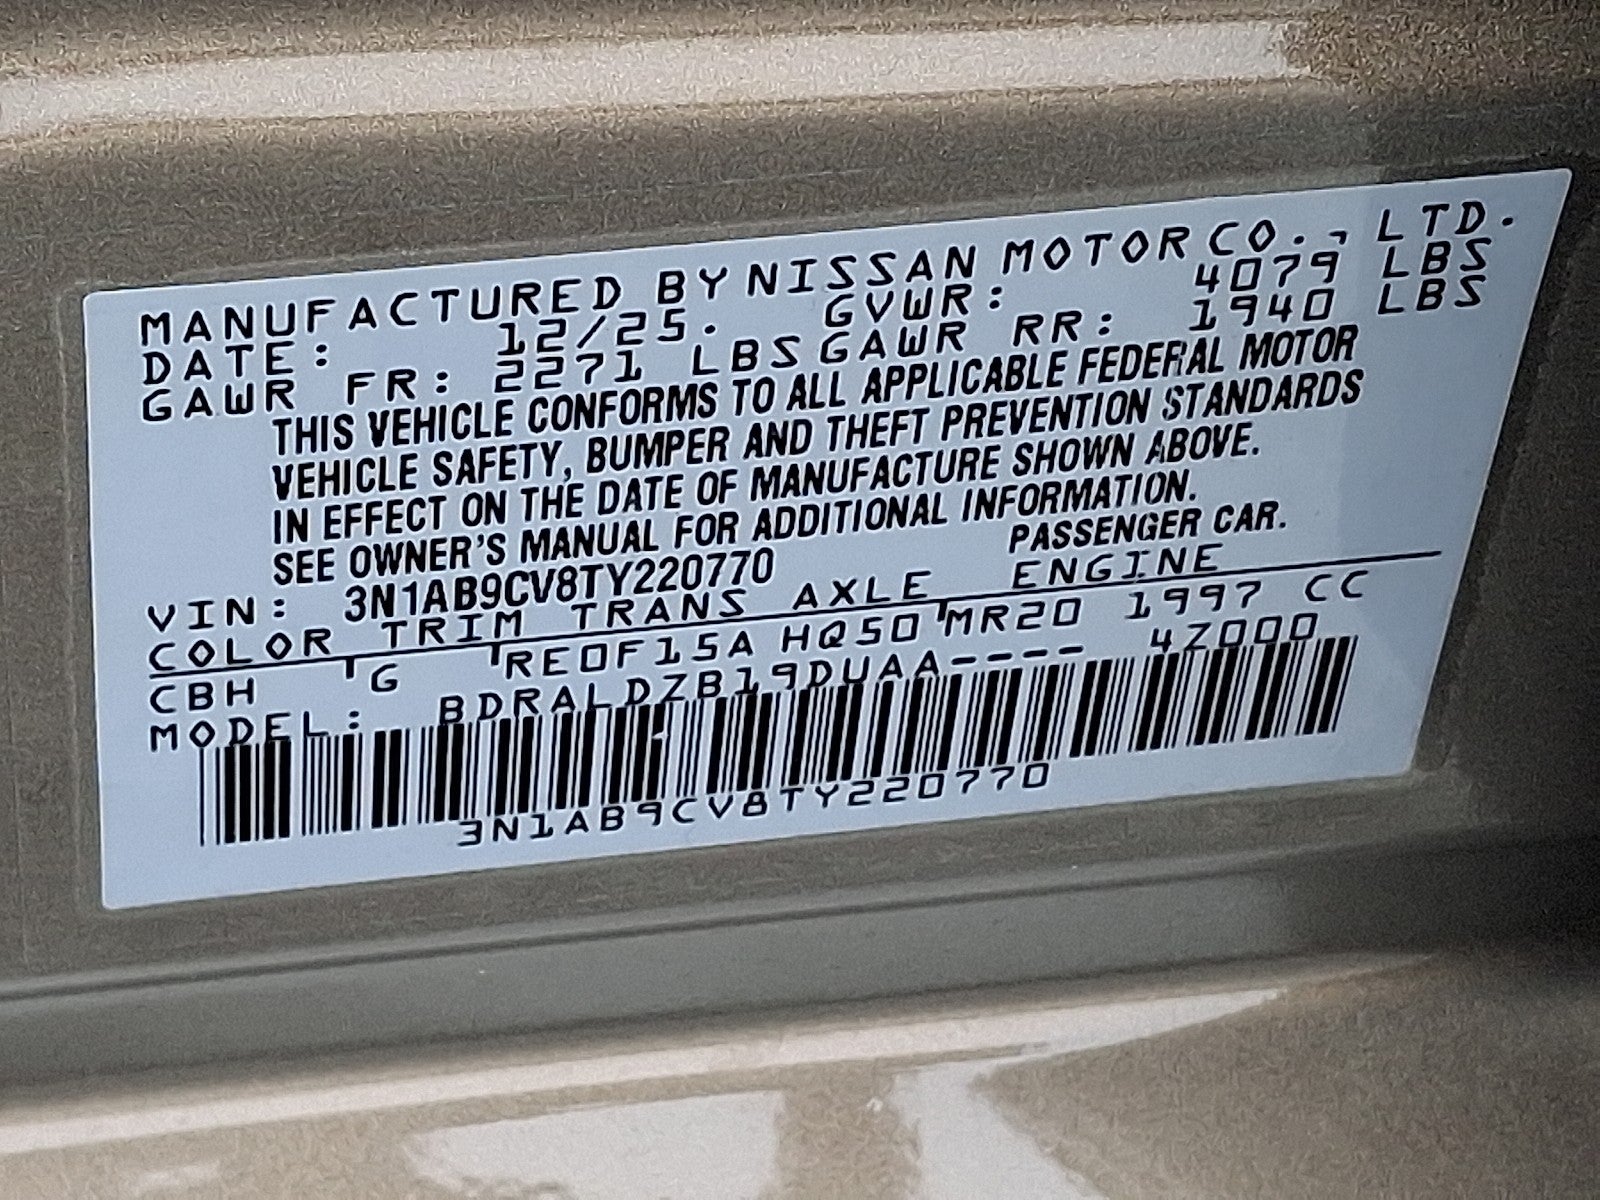 MANUFACTURED BY NISSAN MOTOR CO., LTD.
DATE: 12/25. GVWR: 4079 LBS
GAWR FR: 2271 LBS GAWR RR: 1940 LBS
THIS VEHICLE CONFORMS TO ALL APPLICABLE FEDERAL MOTOR
VEHICLE SAFETY, BUMPER AND THEFT PREVENTION STANDARDS
IN EFFECT ON THE DATE OF MANUFACTURE SHOWN ABOVE.
SEE OWNER'S MANUAL FOR ADDITIONAL INFORMATION.
VIN: 3N1AB9CV8TY220770 PASSENGER CAR.
COLOR TRIM TRANS AXLE ENGINE
CBH G RE0F15A HQ50 MR20 1997 CC
MODEL: BDRALDZB19DUAA---- 4Z000
3N1AB9CV8TY220770